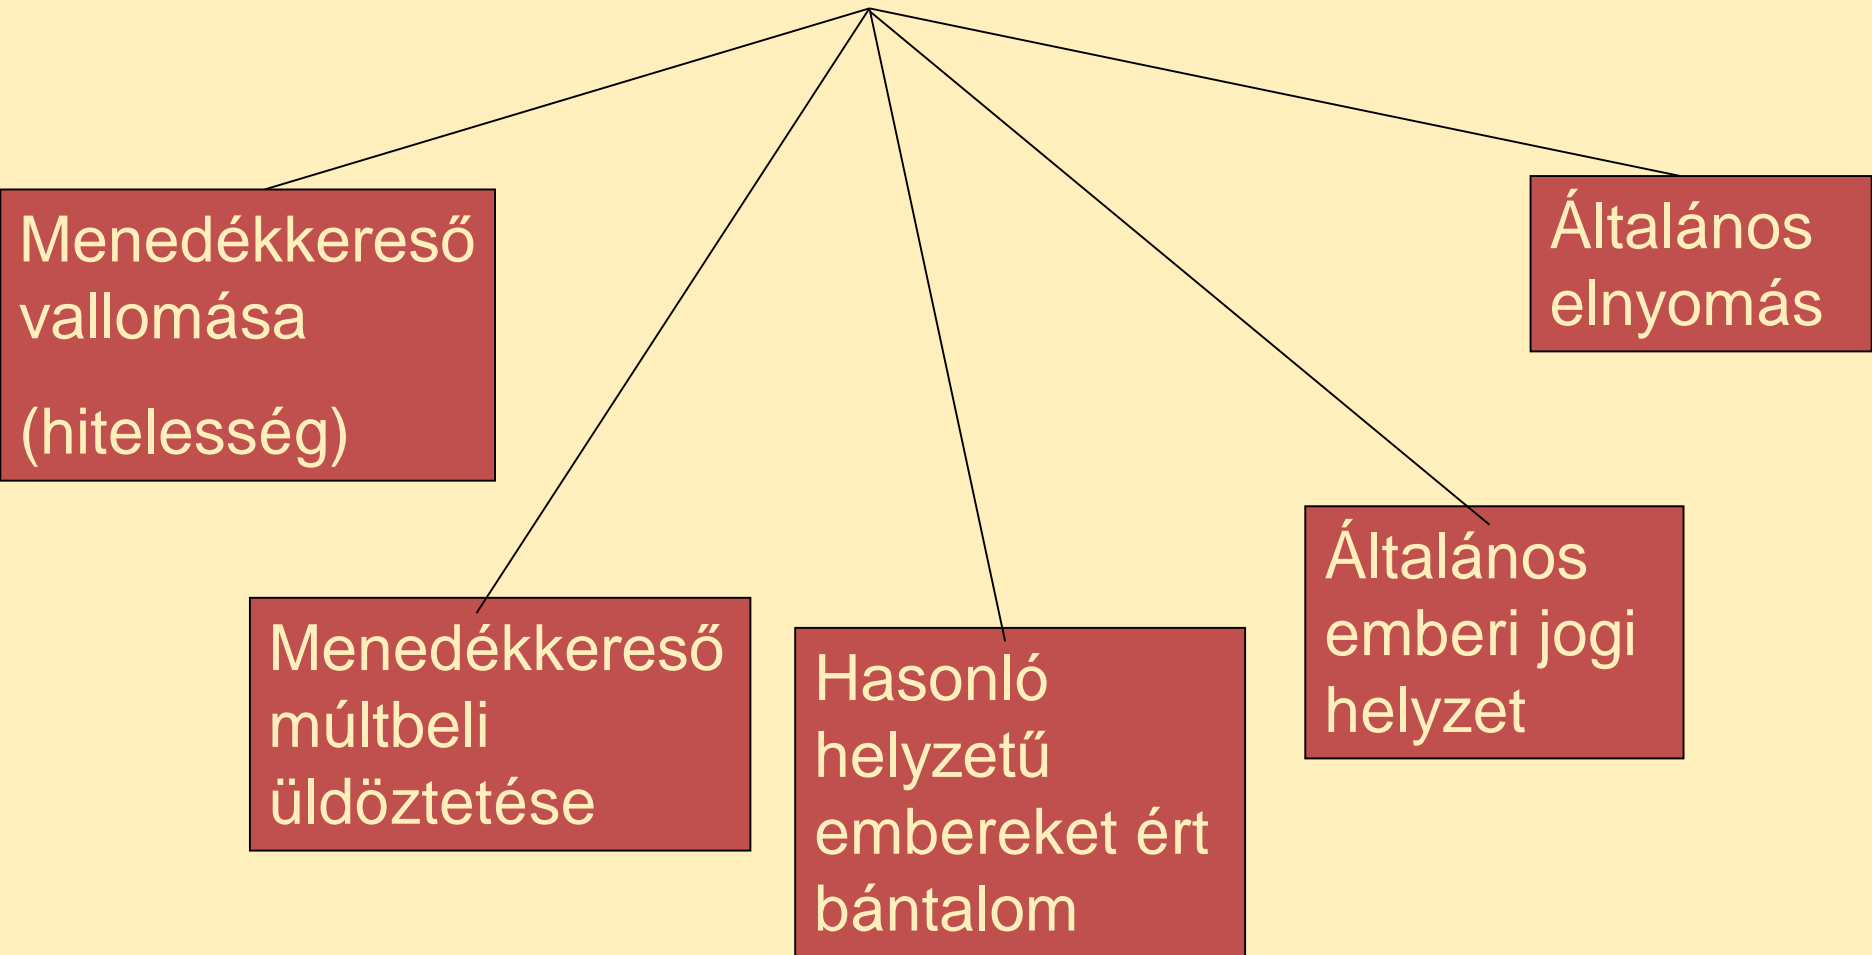 Menedékkereső
vallomása
(hitelesség)
Menedékkereső
múltbeli
üldöztetése
Hasonló
helyzetű
embereket ért
bántalom
Általános
emberi jogi
helyzet
Általános
elnyomás